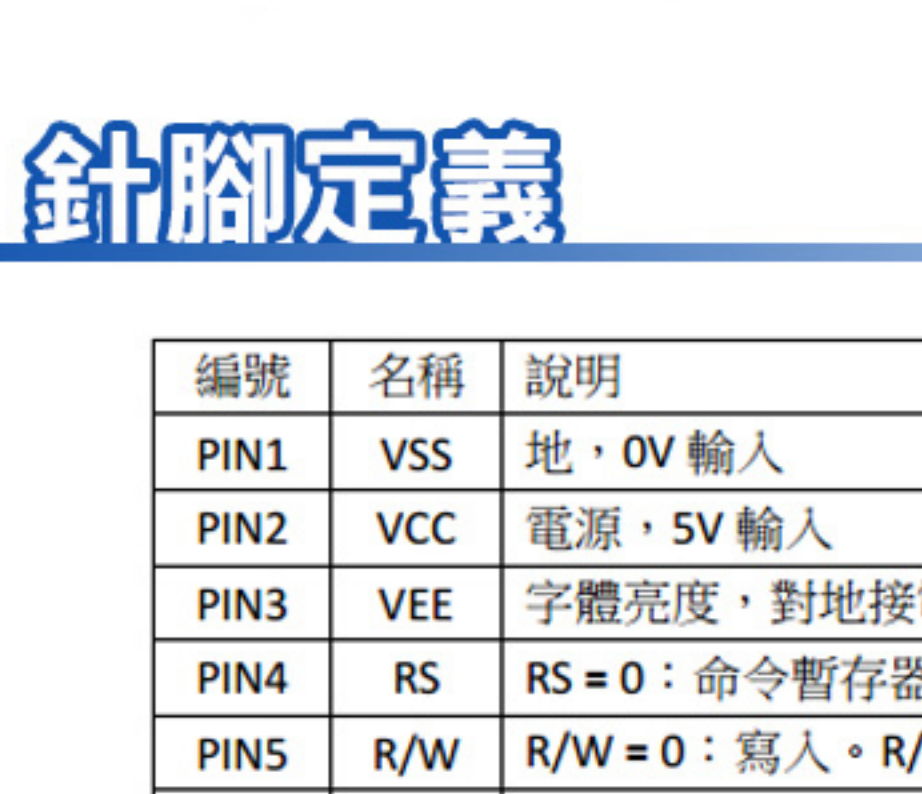 針腳定義
編號 名稱 說明
PIN1 VSS 地，0V 輸入
PIN2 VCC 電源，5V 輸入
PIN3 VEE 字體亮度，對地接
PIN4 RS RS = 0：命令暫存器
PIN5 R/W R/W = 0：寫入。R/